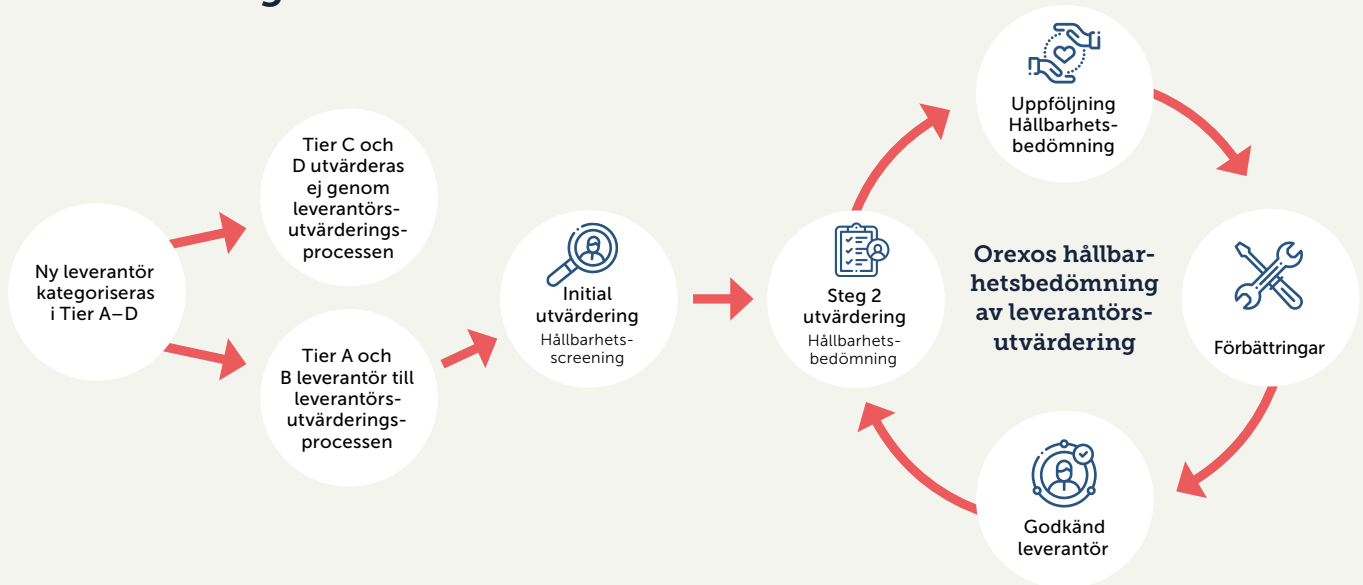 Ny leverantör
kategoriseras
i Tier A–D
Tier C och
D utvärderas
ej genom
leverantörs-
utvärderings-
processen
Tier A och
B leverantör till
leverantörs-
utvärderings-
processen
Initial
utvärdering
Hållbarhets-
screening
Steg 2
utvärdering
Hållbarhets-
bedömning
Orexos hållbar-
hetsbedömning
av leverantörs-
utvärdering
Uppföljning
Hållbarhets-
bedömning
Förbättringar
Godkänd
leverantör